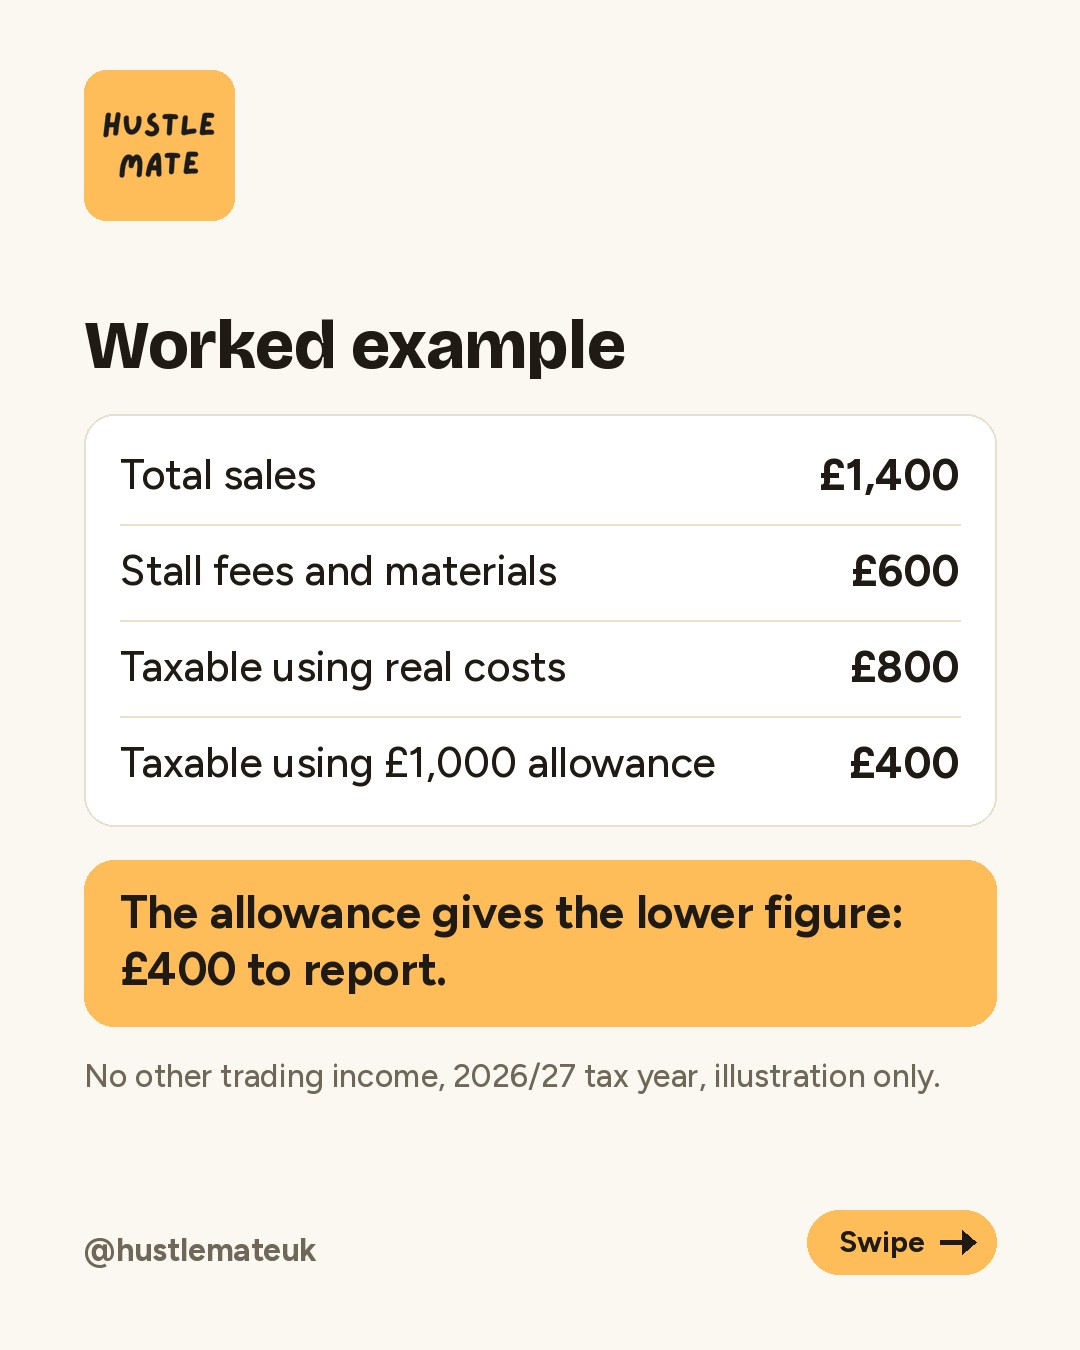 HUSTLE
MATE
Worked example
Total sales £1,400
Stall fees and materials £600
Taxable using real costs £800
Taxable using £1,000 allowance £400
The allowance gives the lower figure:
£400 to report.
No other trading income, 2026/27 tax year, illustration only.
@hustlemateuk
Swipe